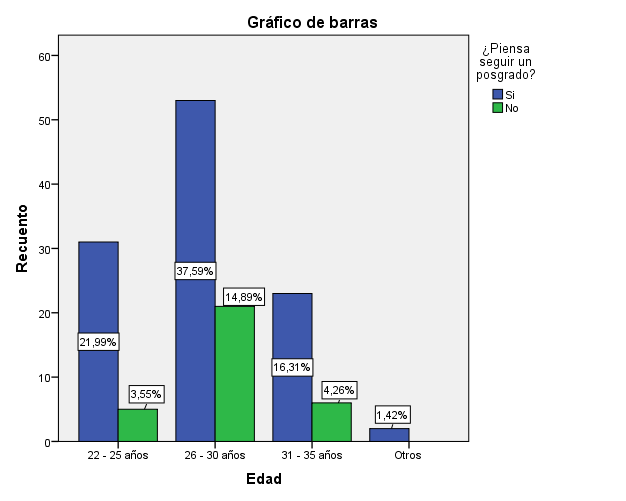 Gráfico de barras
¿Piensa
seguir un
posgrado?
Si
No
Recuento
60
50
40
30
20
10
0
21,99%
3,55%
37,59%
14,89%
16,31%
4,26%
1,42%
22 - 25 años
26 - 30 años
31 - 35 años
Otros
Edad